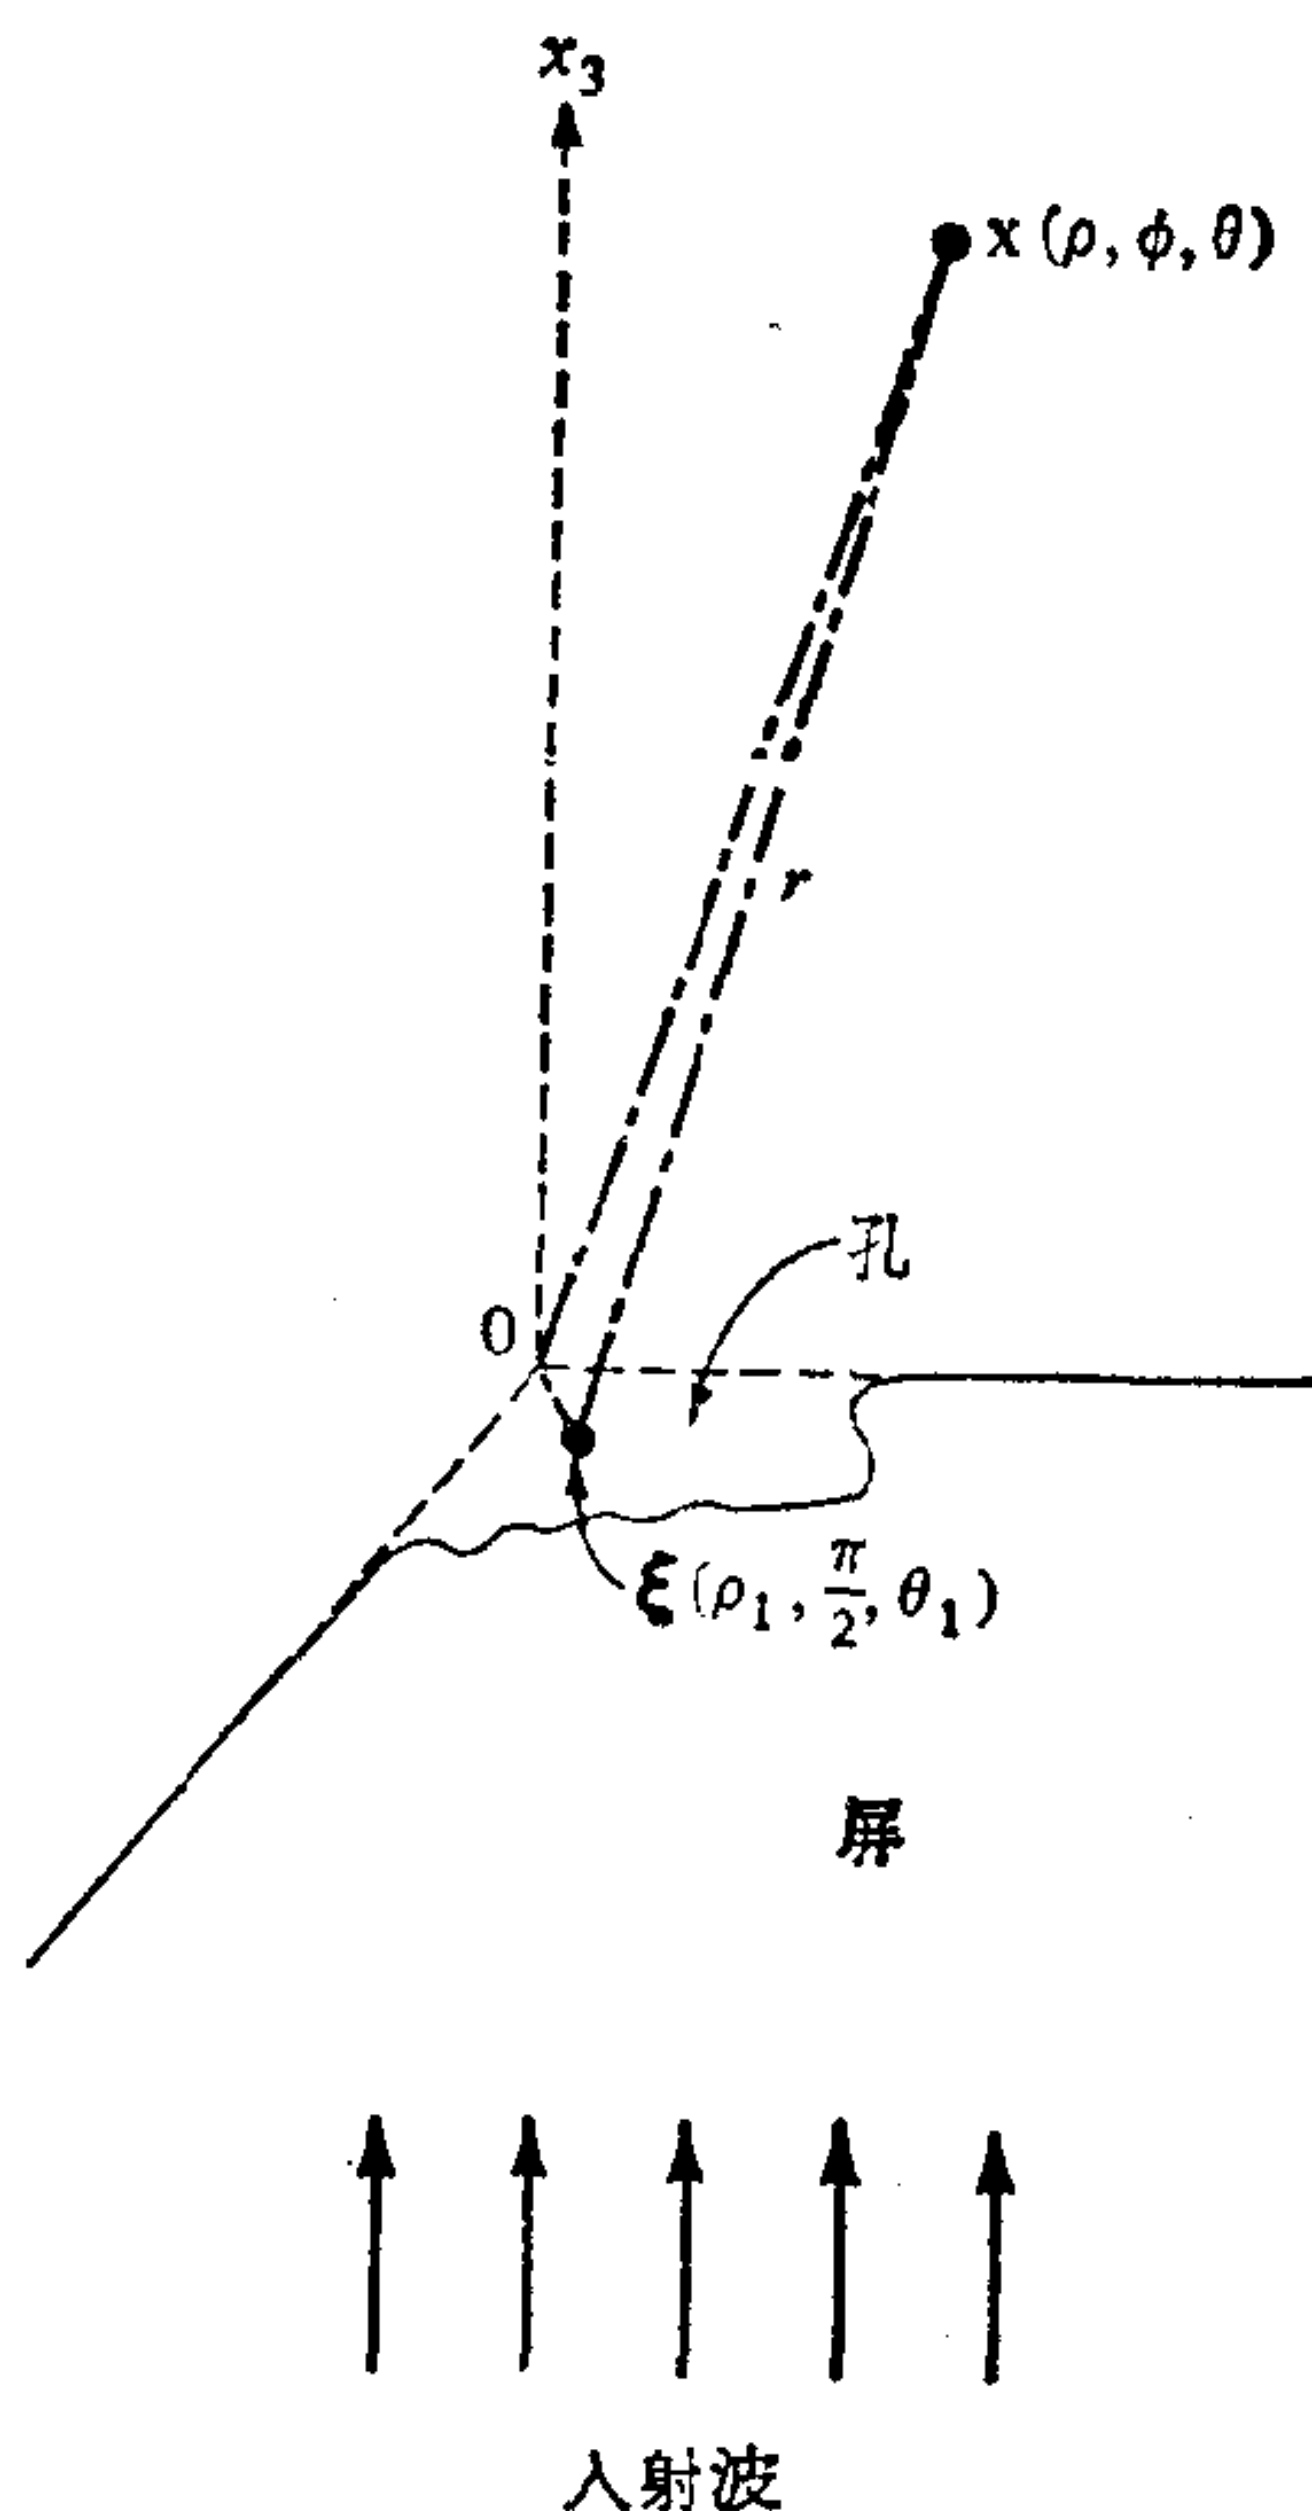 x₃
x (ρ, ϕ, θ)
r
孔
0
ξ (ρ₁, π/2, θ₁)
屏
入射波